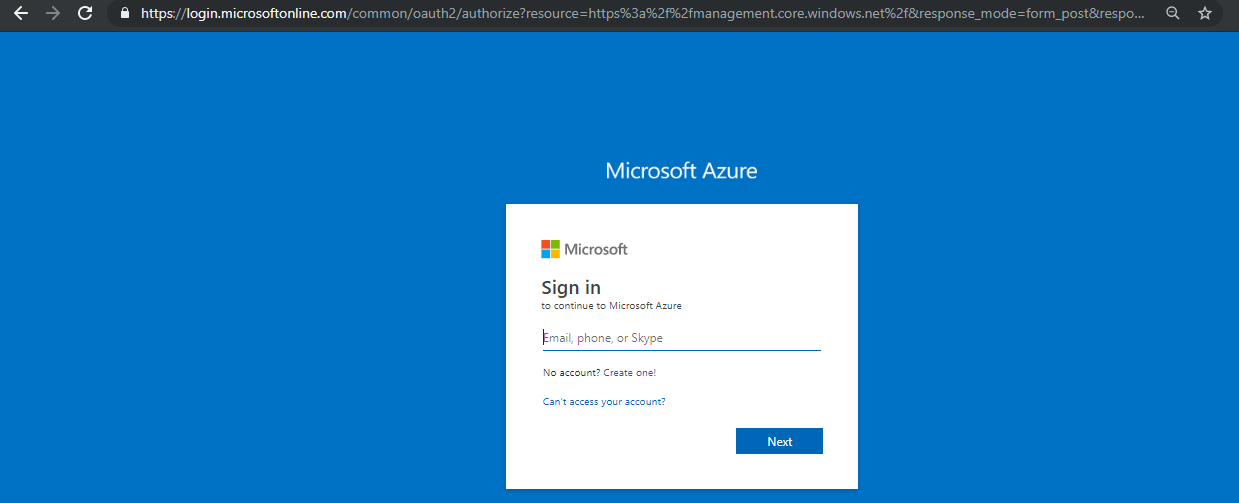 https://login.microsoftonline.com/common/oauth2/authorize?resource=https%3a%2f%2fmanagement.core.windows.net%2f&response_mode=form_post&respo...
Microsoft Azure
Microsoft
Sign in
to continue to Microsoft Azure
Email, phone, or Skype
No account? Create one!
Can't access your account?
Next